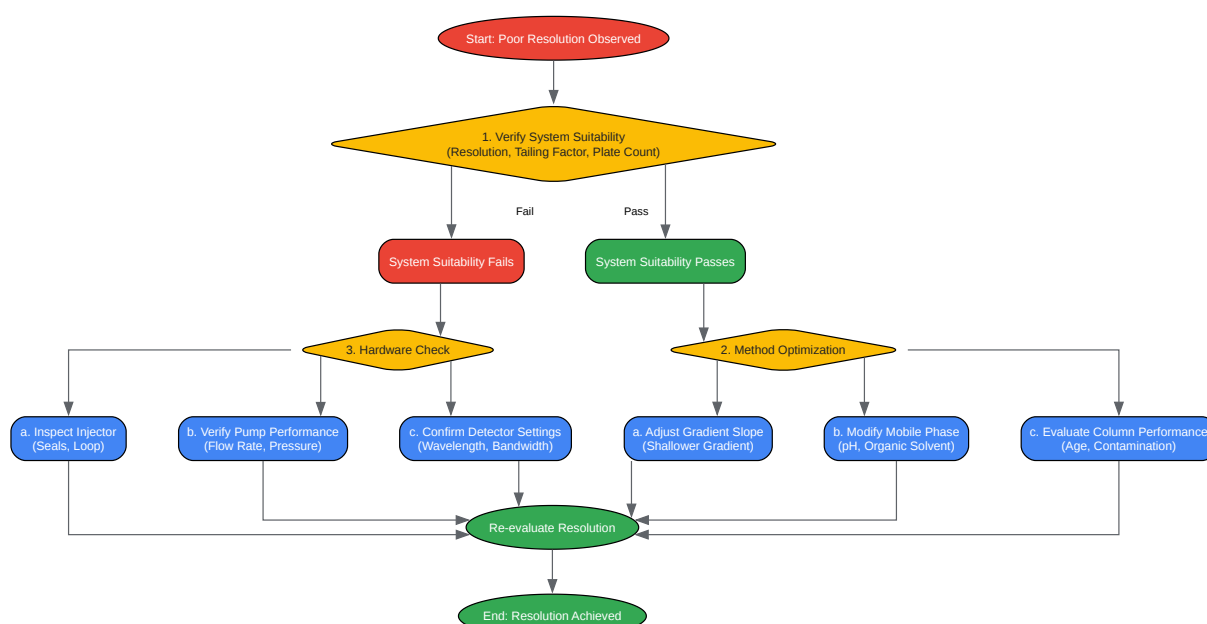 Start: Poor Resolution Observed
1. Verify System Suitability
(Resolution, Tailing Factor, Plate Count)
Fail
Pass
System Suitability Fails
System Suitability Passes
3. Hardware Check
2. Method Optimization
a. Inspect Injector
(Seals, Loop)
b. Verify Pump Performance
(Flow Rate, Pressure)
c. Confirm Detector Settings
(Wavelength, Bandwidth)
a. Adjust Gradient Slope
(Shallower Gradient)
b. Modify Mobile Phase
(pH, Organic Solvent)
c. Evaluate Column Performance
(Age, Contamination)
Re-evaluate Resolution
End: Resolution Achieved